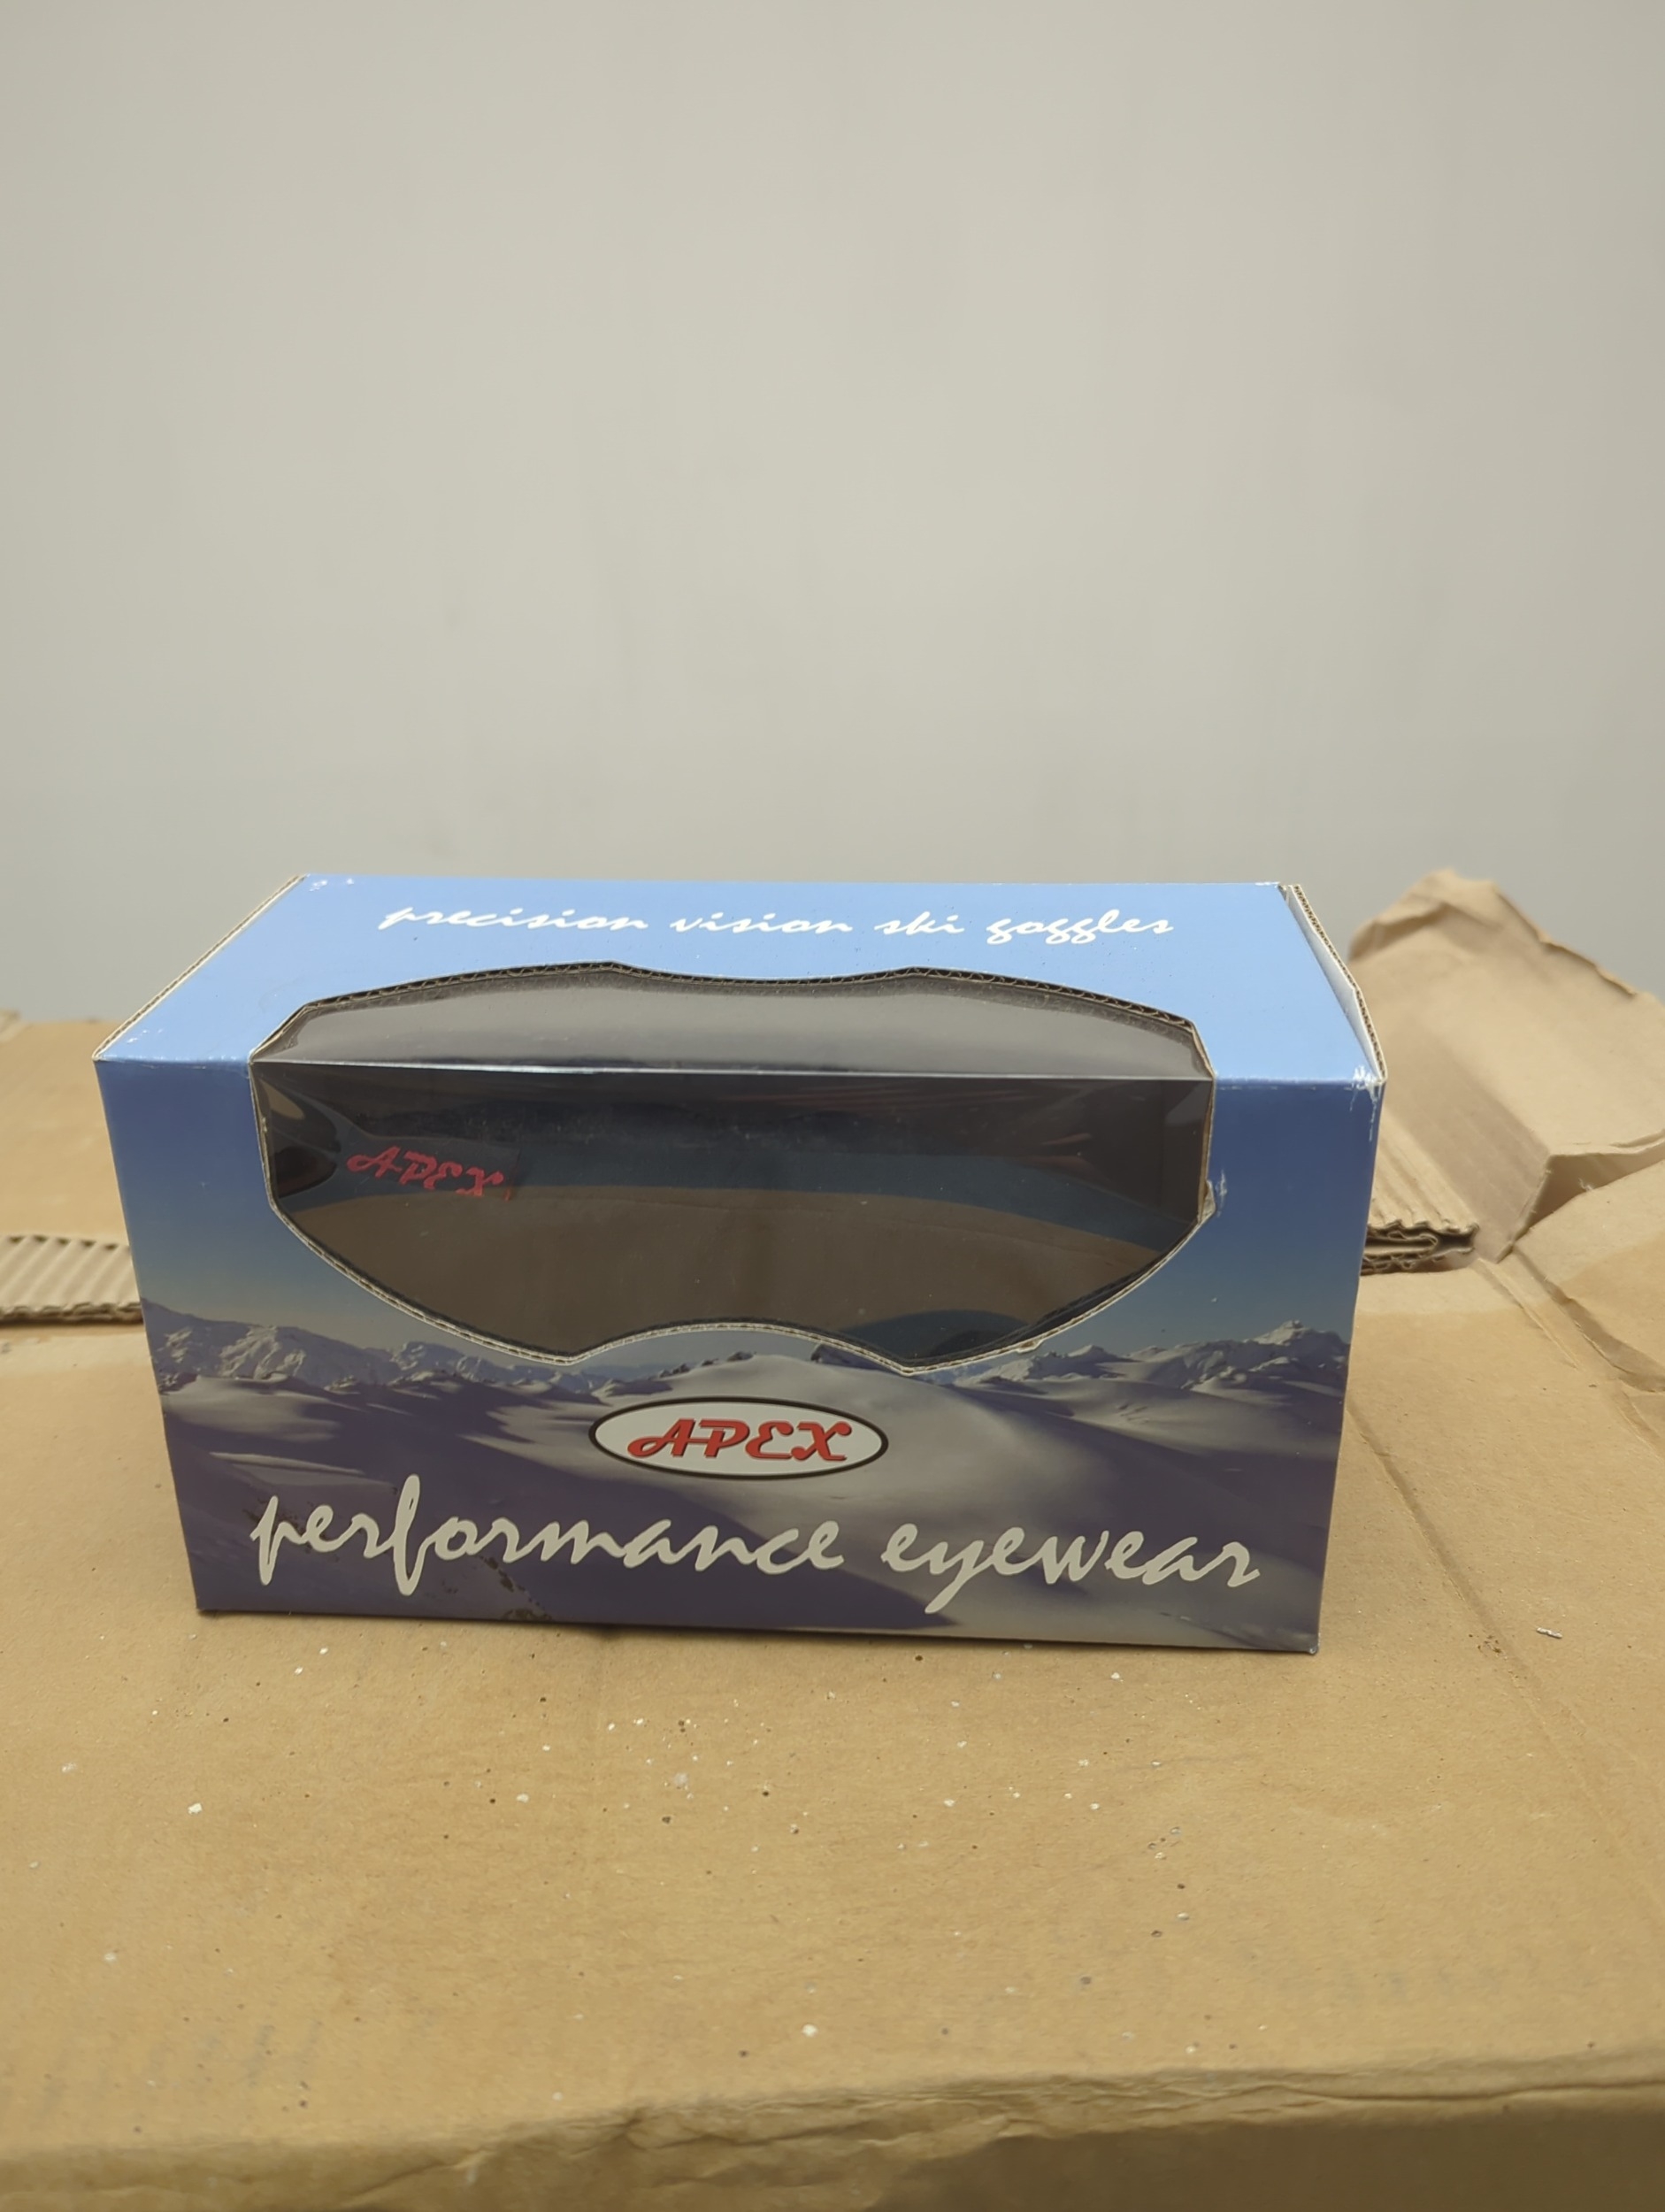 precision vision ski goggles
APEX
APEX
performance eyewear